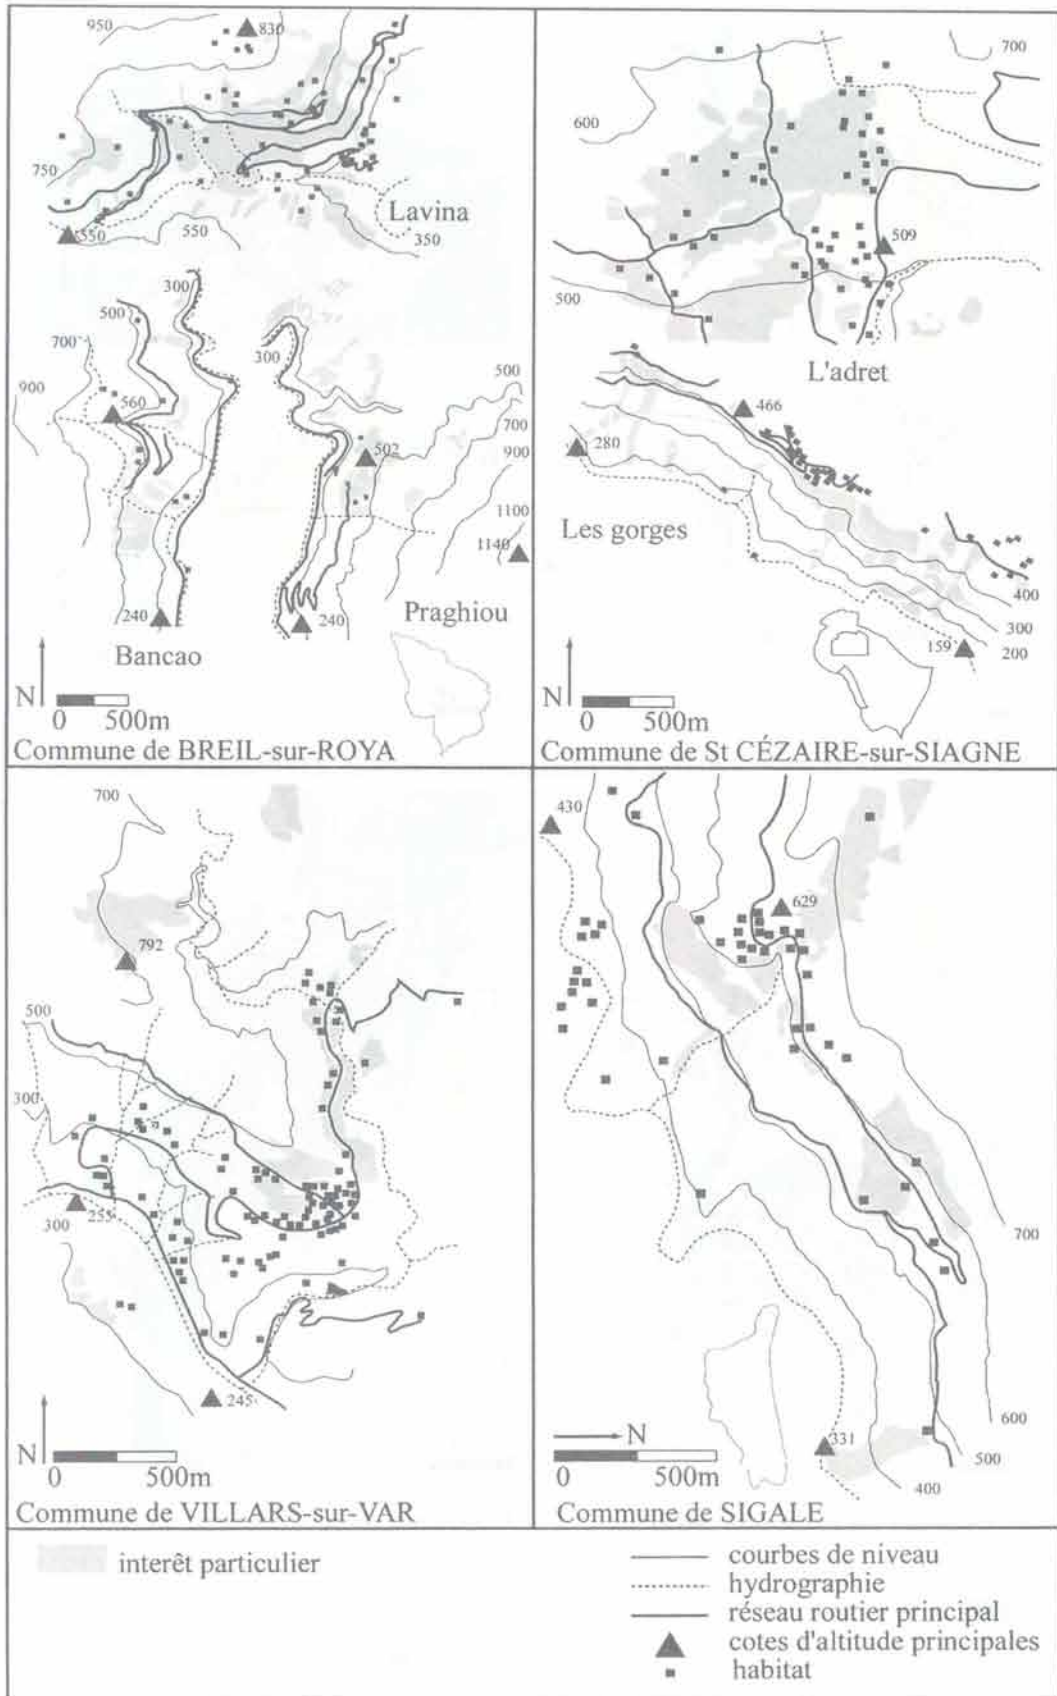 950
830
750
Lavina
550
550
350
300
500
700
300
900
560
500
502
700
900
1100
1140
240
240
Praghiou
Bancao
N
0 500m
Commune de BREIL-sur-ROYA
700
600
509
500
L'adret
466
280
Les gorges
400
300
159
200
N
0 500m
Commune de St CÉZAIRE-sur-SIAGNE
700
792
500
300
255
300
245
N
0 500m
Commune de VILLARS-sur-VAR
430
629
700
600
N
331
500
0 500m
400
Commune de SIGALE
interêt particulier
courbes de niveau
hydrographie
réseau routier principal
cotes d'altitude principales
habitat